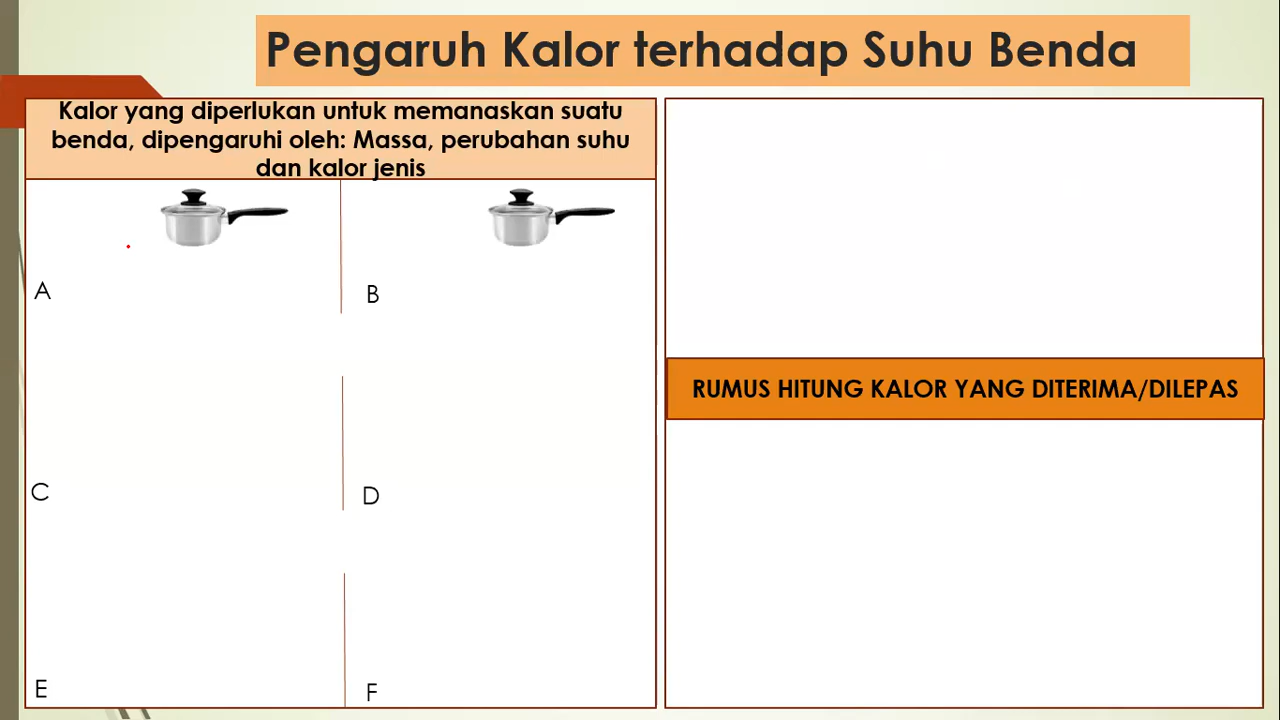 Pengaruh Kalor terhadap Suhu Benda
Kalor yang diperlukan untuk memanaskan suatu
benda, dipengaruhi oleh: Massa, perubahan suhu
dan kalor jenis
A
B
C
D
E
F
RUMUS HITUNG KALOR YANG DITERIMA/DILEPAS